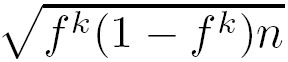 √(f^k(1 − f^k)n)